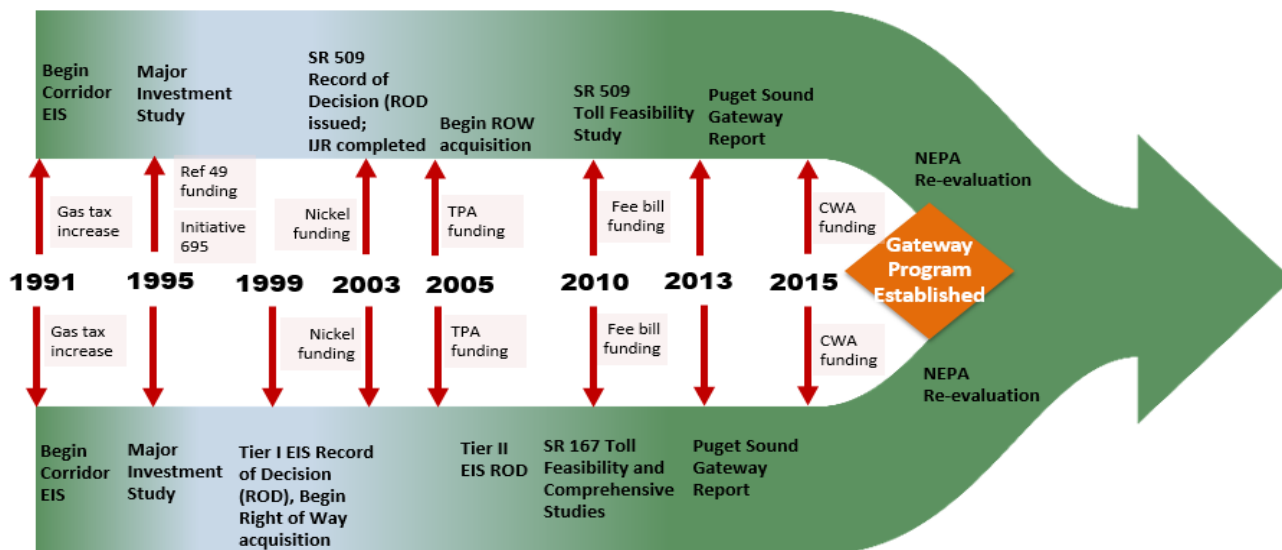 Begin
Corridor
EIS
Major
Investment
Study
SR 509
Record of
Decision (ROD
issued;
IJR completed
Begin ROW
acquisition
SR 509
Toll Feasibility
Study
Puget Sound
Gateway
Report
NEPA
Re-evaluation
Gas tax
increase
Ref 49
funding
Initiative
695
Nickel
funding
TPA
funding
Fee bill
funding
CWA
funding
1991
1995
1999
2003
2005
2010
2013
2015
Gateway
Program
Established
Gas tax
increase
Nickel
funding
TPA
funding
Fee bill
funding
CWA
funding
NEPA
Re-evaluation
Begin
Corridor
EIS
Major
Investment
Study
Tier I EIS Record
of Decision
(ROD), Begin
Right of Way
acquisition
Tier II
EIS ROD
SR 167 Toll
Feasibility and
Comprehensive
Studies
Puget Sound
Gateway
Report